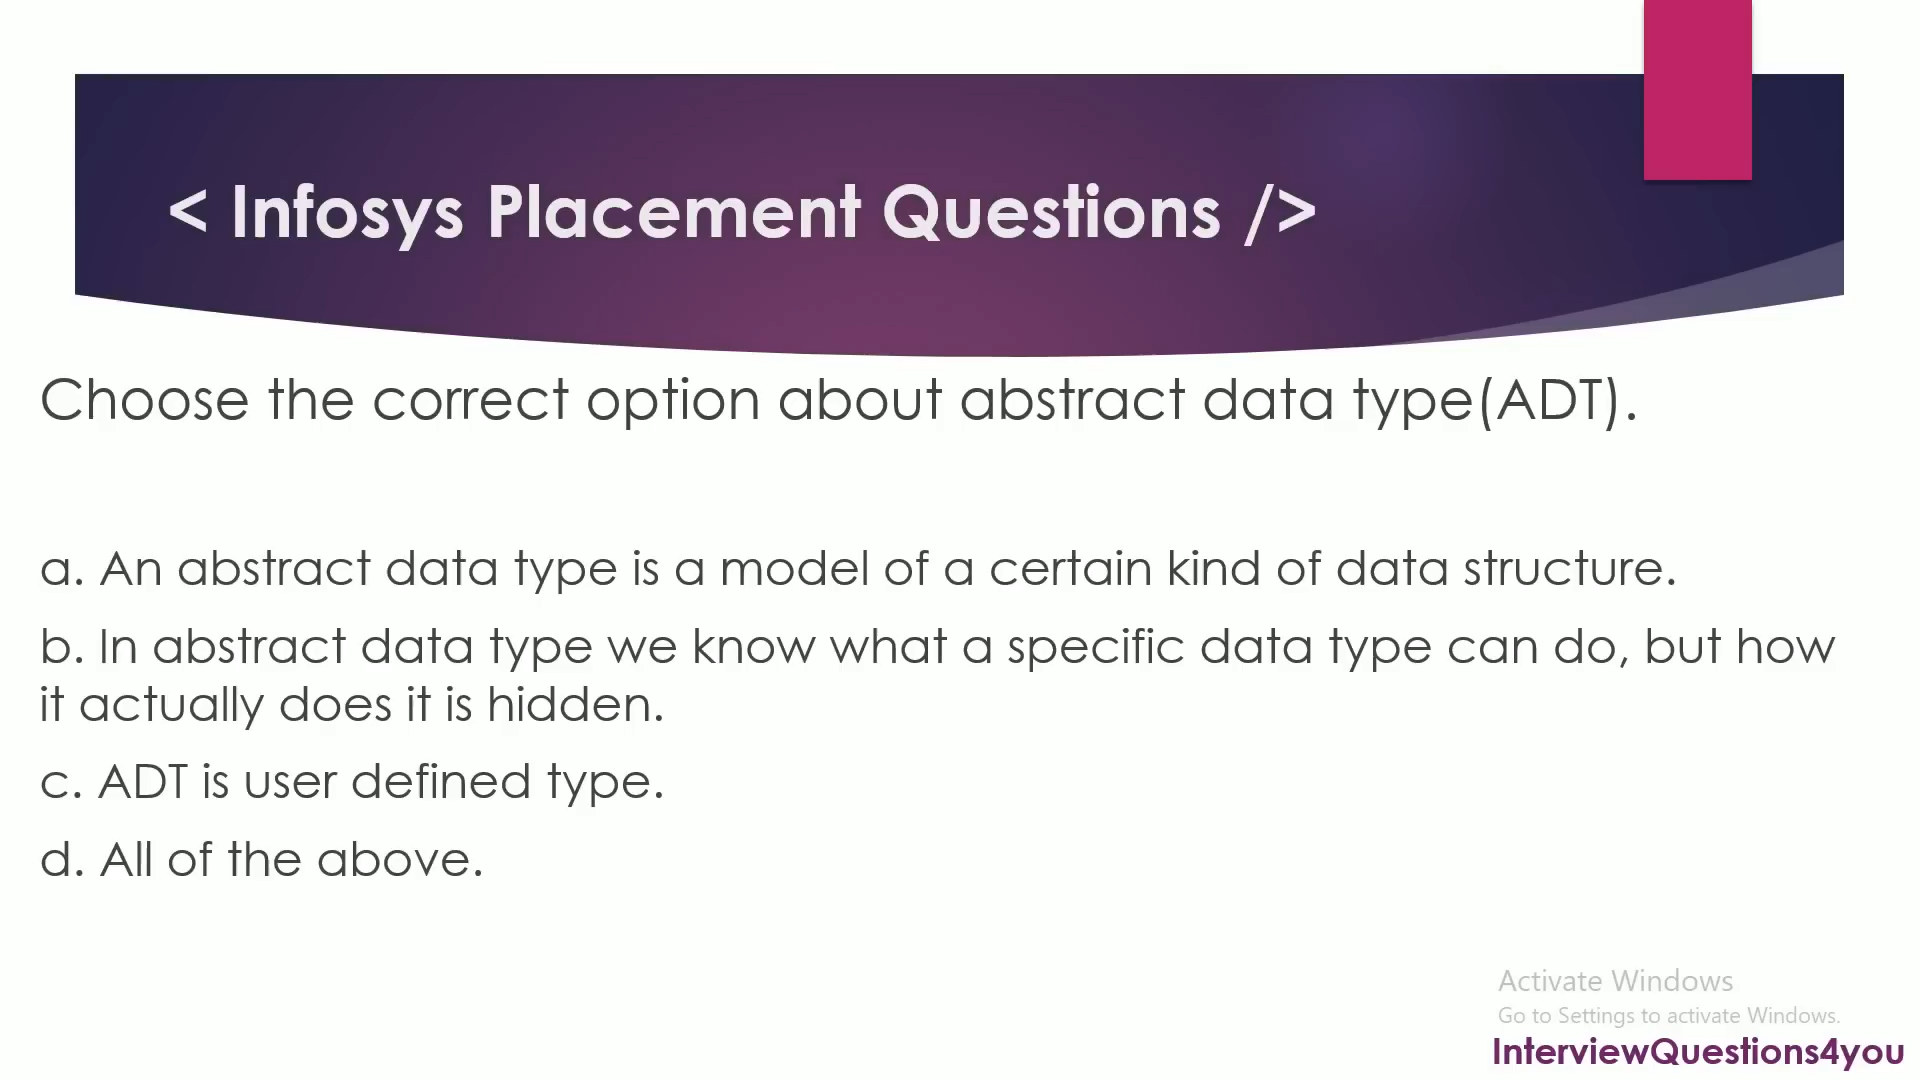 < Infosys Placement Questions />
Choose the correct option about abstract data type(ADT).
a. An abstract data type is a model of a certain kind of data structure.
b. In abstract data type we know what a specific data type can do, but how
it actually does it is hidden.
c. ADT is user defined type.
d. All of the above.
Activate Windows
Go to Settings to activate Windows.
InterviewQuestions4you